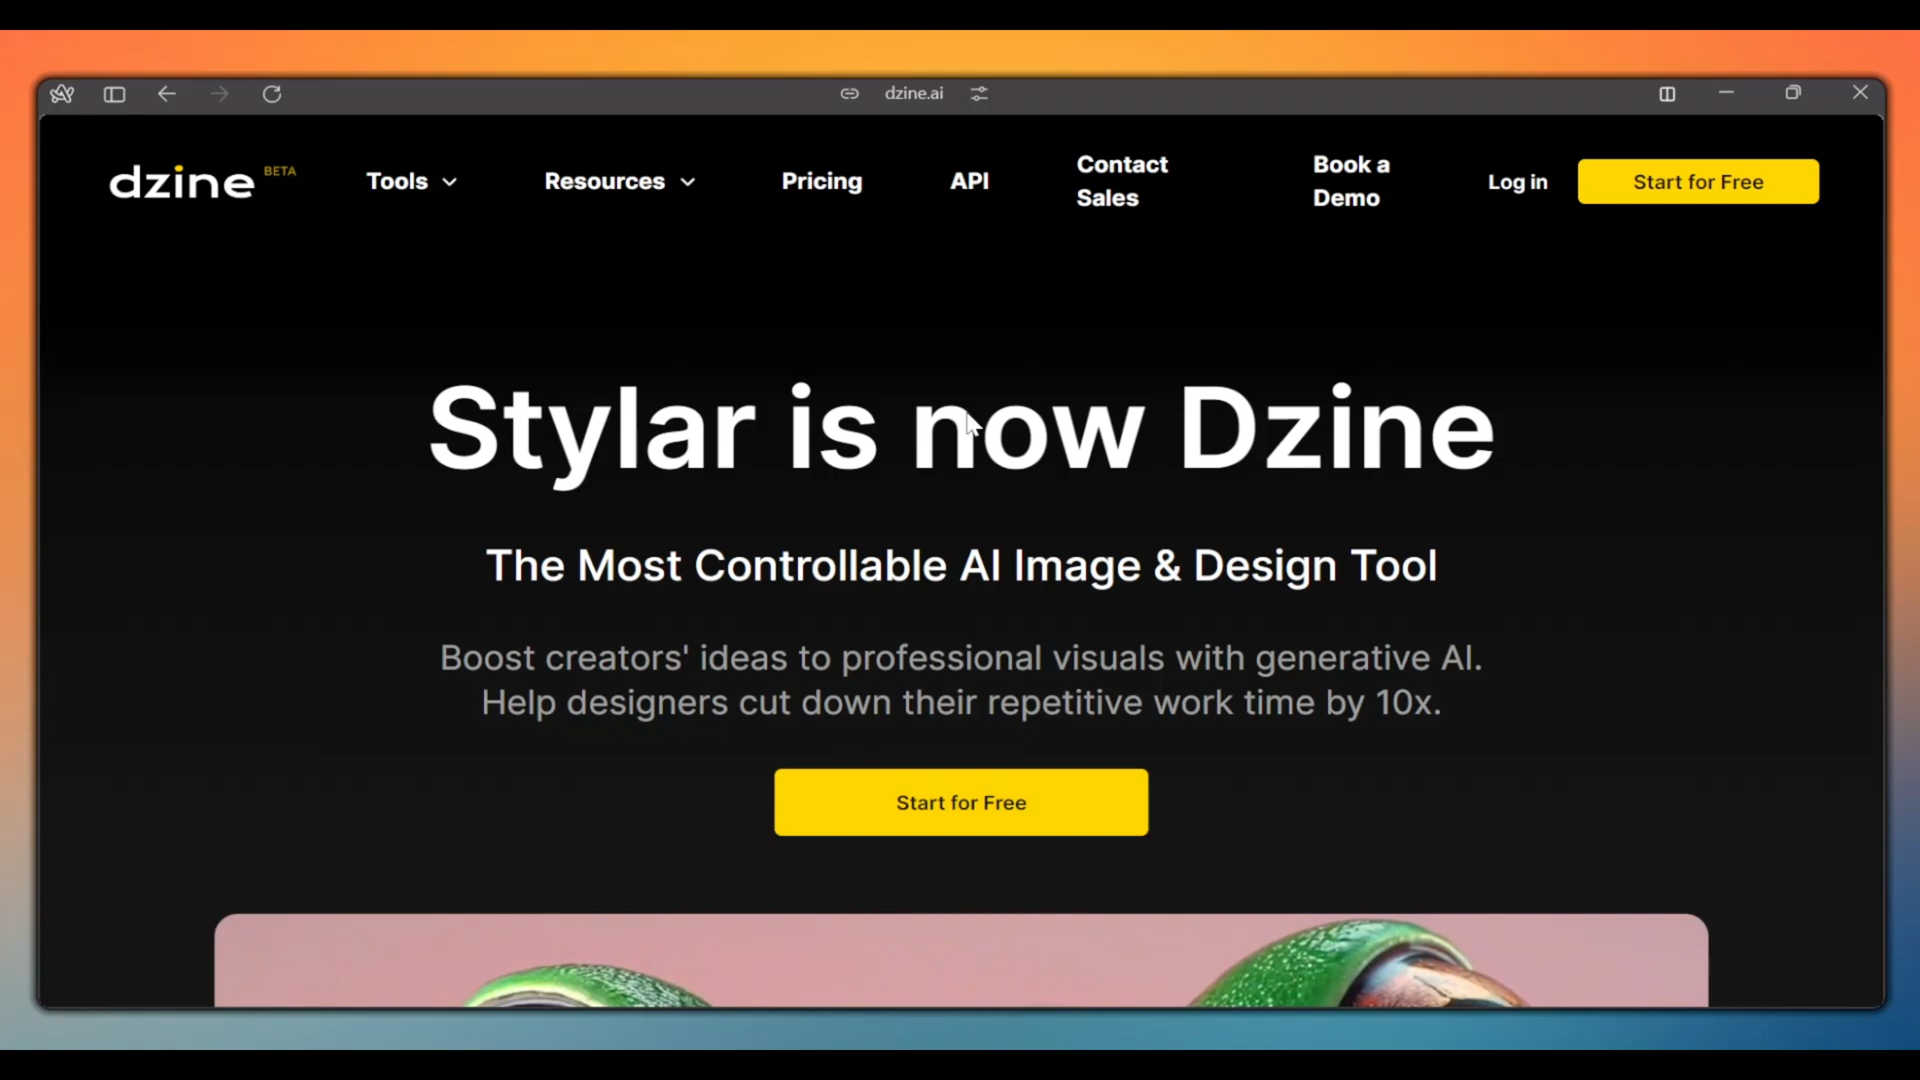 dzine.ai
dzine BETA
Tools
Resources
Pricing
API
Contact
Sales
Book a
Demo
Log in
Start for Free
Stylar is now Dzine
The Most Controllable AI Image & Design Tool
Boost creators' ideas to professional visuals with generative AI.
Help designers cut down their repetitive work time by 10x.
Start for Free